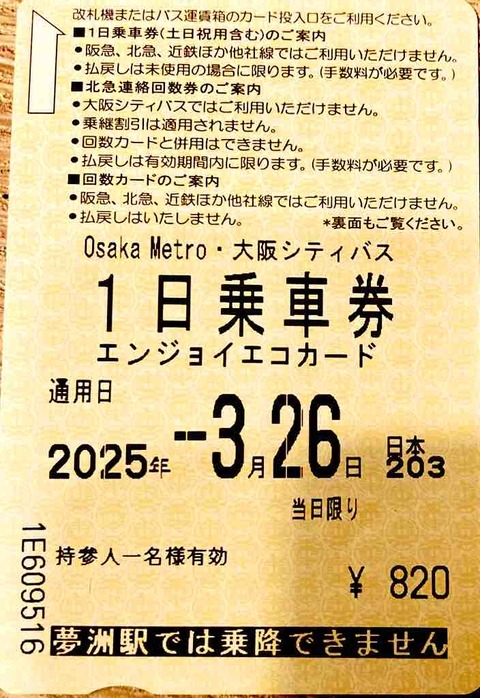 改札機またはバス運賃箱のカード投入口をご利用ください。
■1日乗車券(土日祝用含む)のご案内
●阪急、北急、近鉄ほか他社線ではご利用いただけません。
●払戻しは未使用の場合に限ります。(手数料が必要です。)
■北急連絡回数券のご案内
●大阪シティバスではご利用いただけません。
●乗継割引は適用されません。
●回数カードと併用はできません。
●払戻しは有効期間内に限ります。(手数料が必要です。)
■回数カードのご案内
●阪急、北急、近鉄ほか他社線ではご利用いただけません。
●払戻しはいたしません。 *裏面もご覧ください。
Osaka Metro・大阪シティバス
1日乗車券
エンジョイエコカード
通用日
2025年 --3月26日 日本203
当日限り
持参人一名様有効
¥ 820
1E609516
夢洲駅では乗降できません